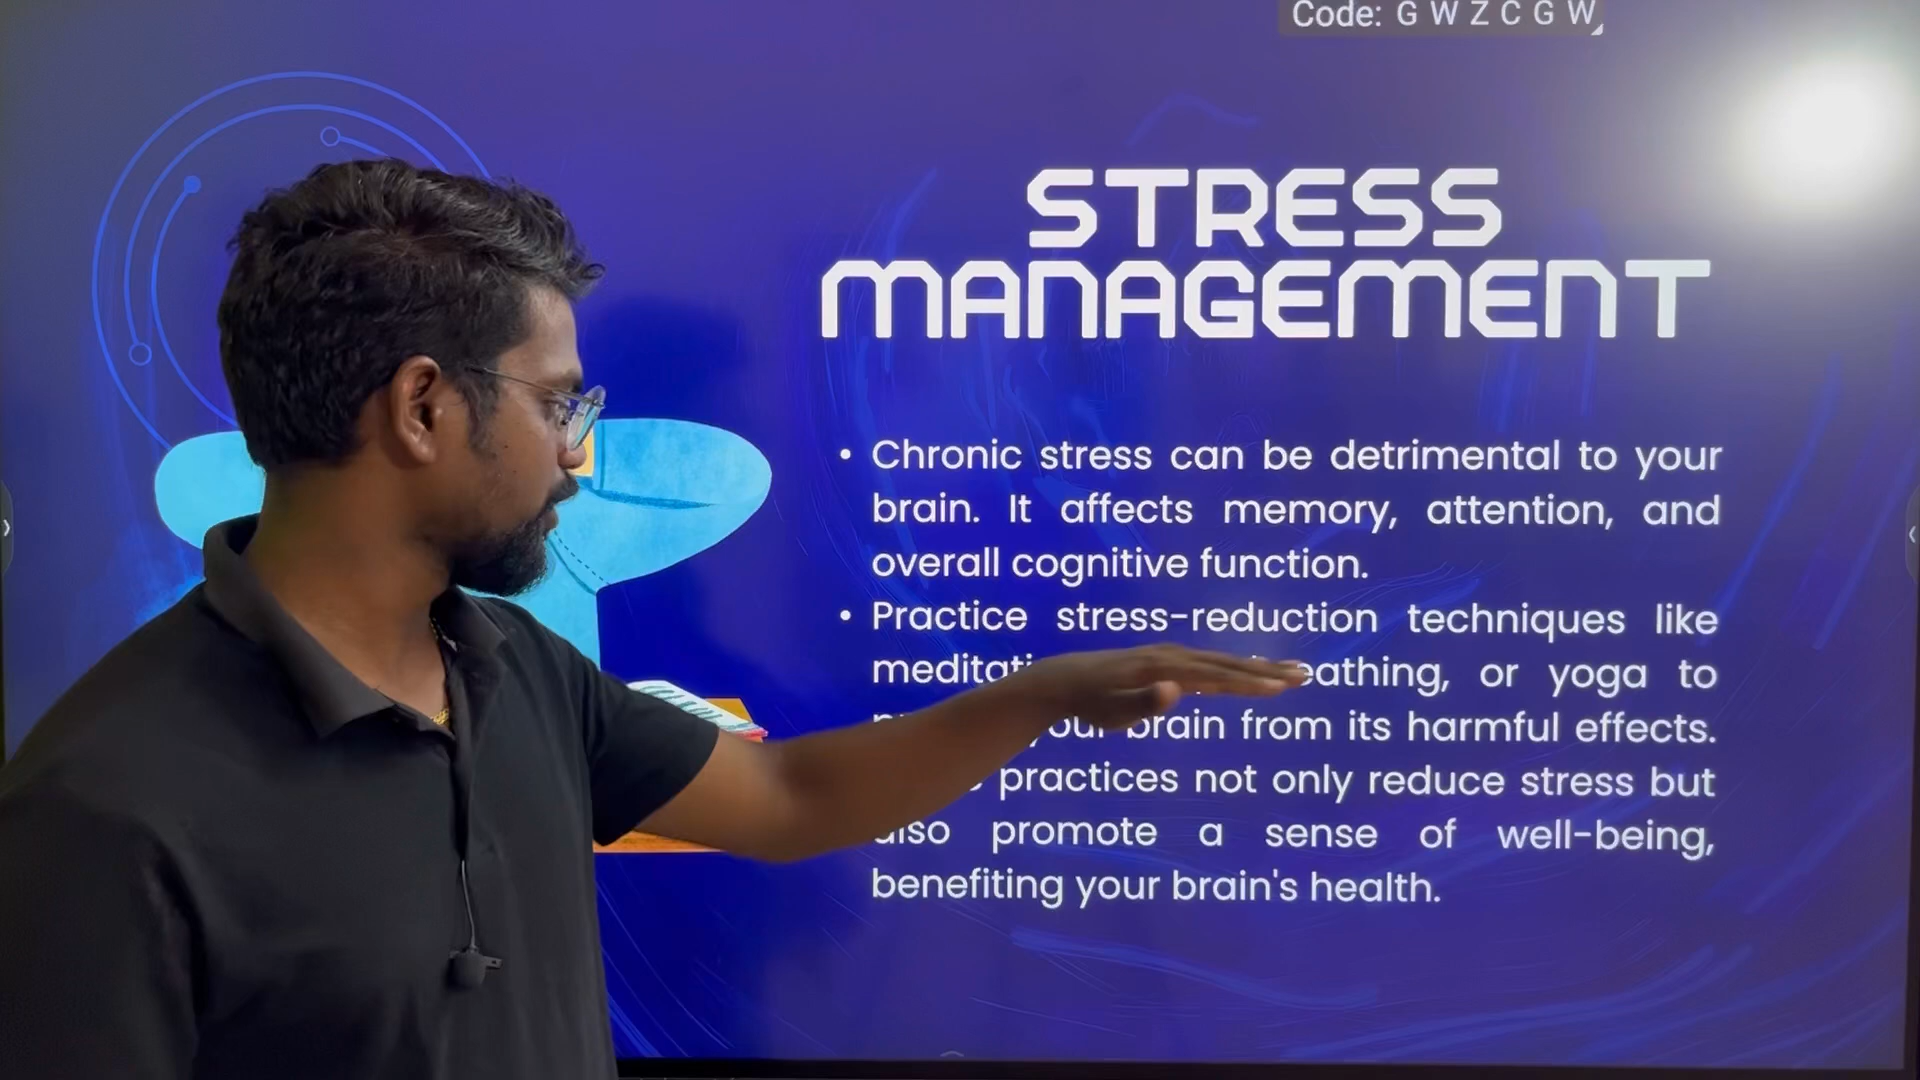 Code: G W Z C G W
STRESS
MANAGEMENT
• Chronic stress can be detrimental to your
brain. It affects memory, attention, and
overall cognitive function.
• Practice stress-reduction techniques like
or yoga to
brain from its harmful effects.
practices not only reduce stress but
also promote a sense of well-being,
benefiting your brain's health.